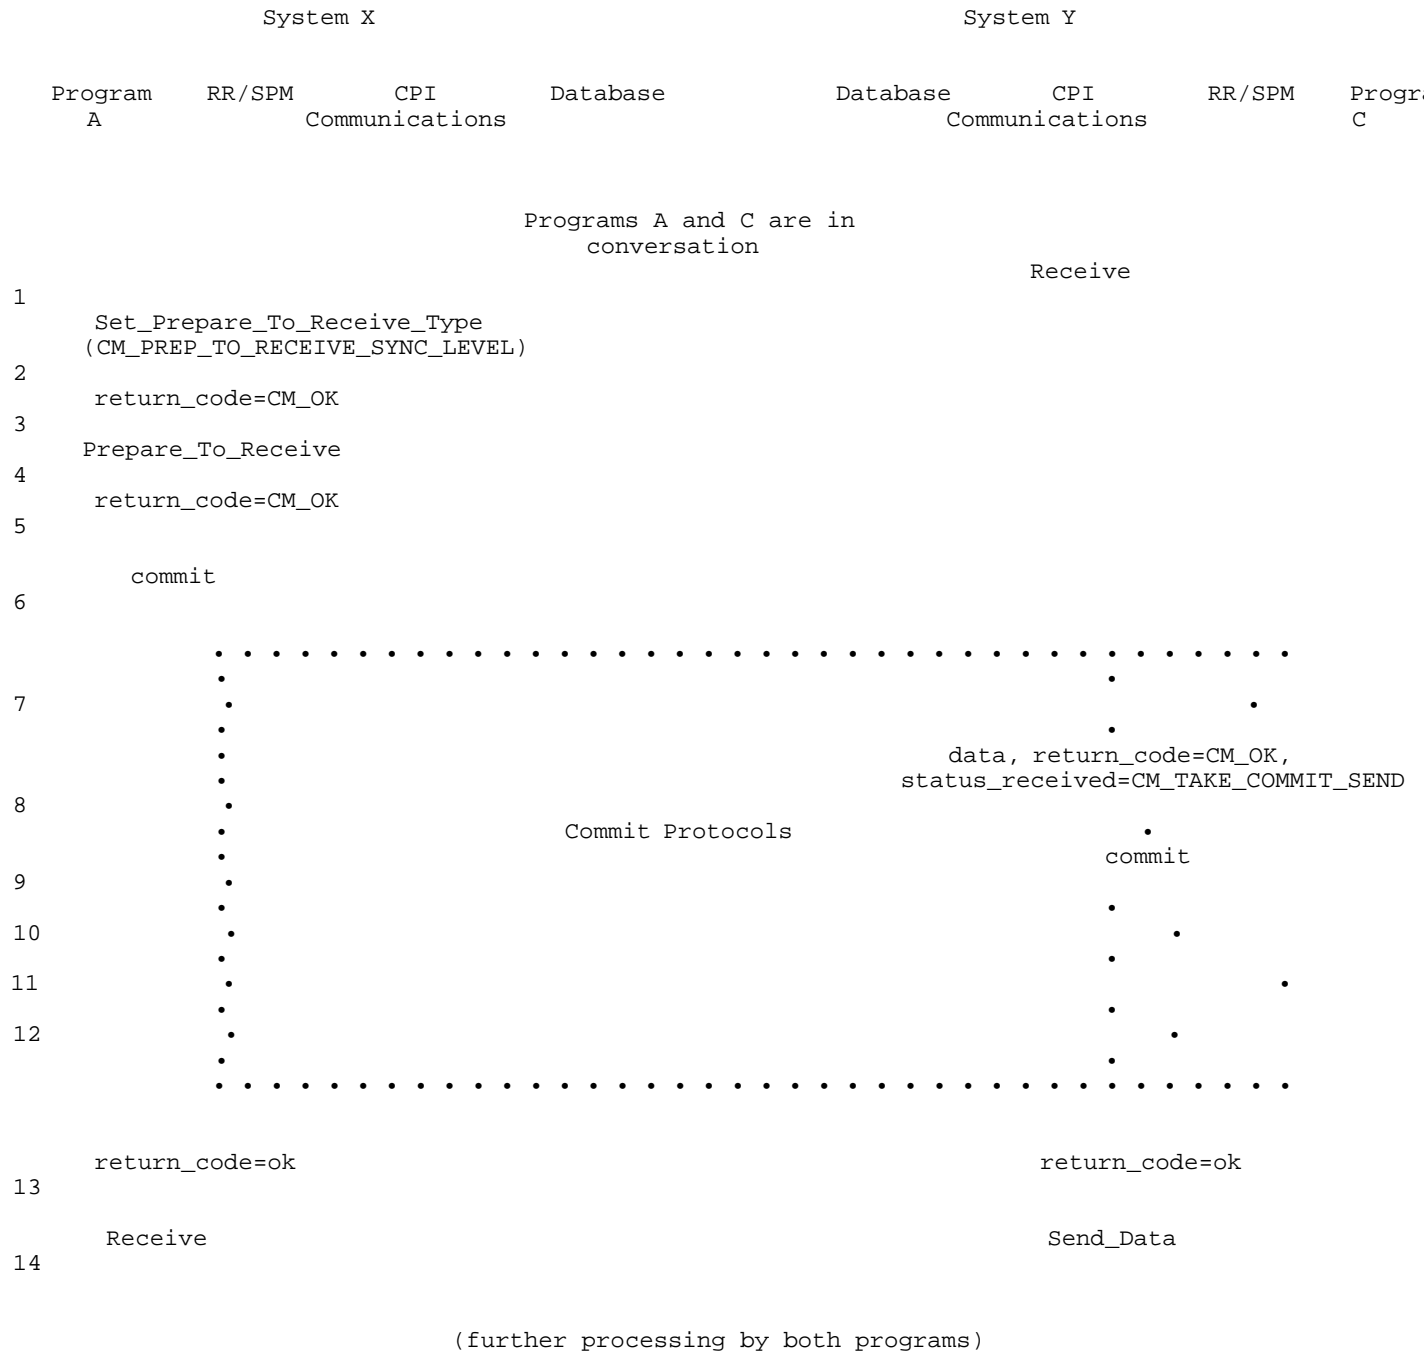 System X System Y
Program RR/SPM CPI Database Database CPI RR/SPM Progra
A Communications Communications C
Programs A and C are in
conversation
Receive
1
Set_Prepare_To_Receive_Type
(CM_PREP_TO_RECEIVE_SYNC_LEVEL)
2
return_code=CM_OK
3
Prepare_To_Receive
4
return_code=CM_OK
5
commit
6
7
data, return_code=CM_OK,
status_received=CM_TAKE_COMMIT_SEND
8
Commit Protocols
commit
9
10
11
12
return_code=ok return_code=ok
13
Receive Send_Data
14
(further processing by both programs)